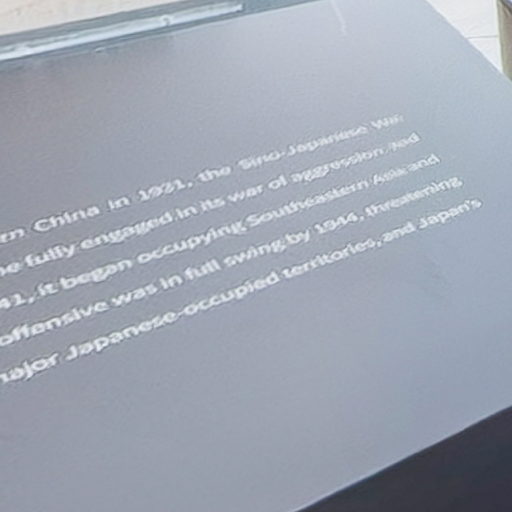 China in 1931, the Sino-Japanese War
fully engaged in its war of aggression. And
41, it began occupying Southeastern Asia and
offensive was in full swing by 1944, threatening
major Japanese-occupied territories, and Japan's